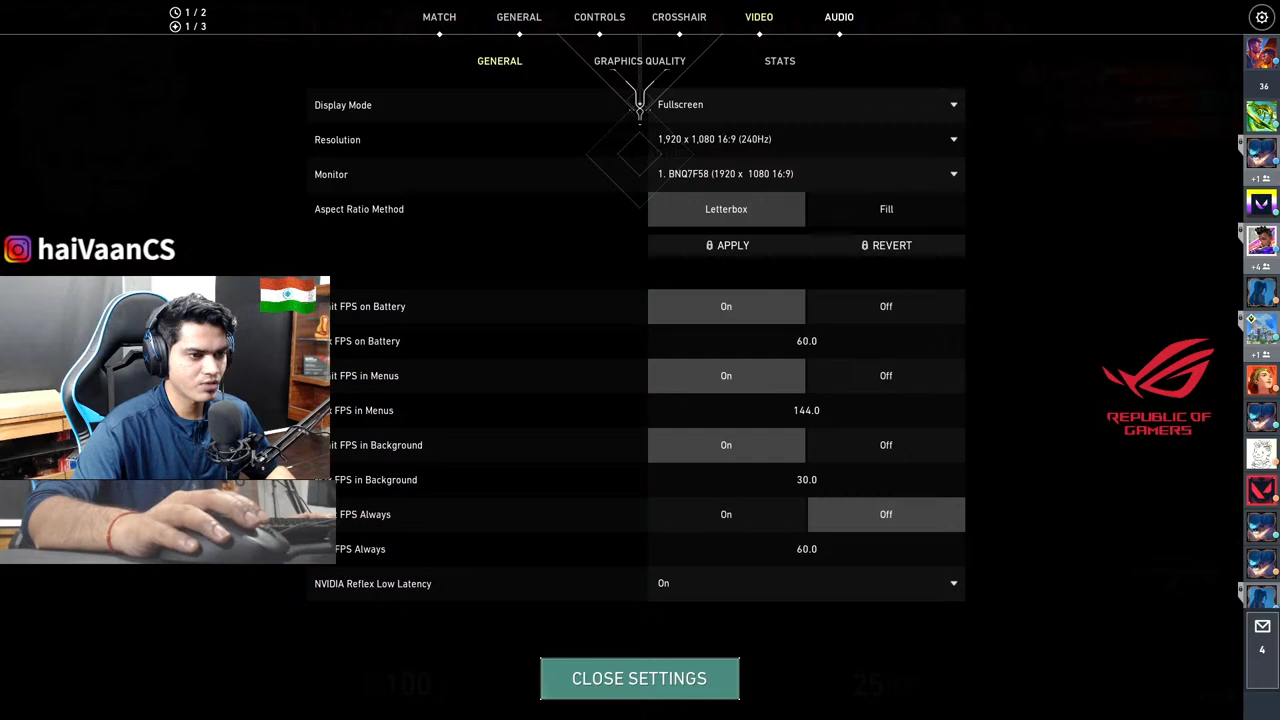 1 / 2
1 / 3
MATCH GENERAL CONTROLS CROSSHAIR VIDEO AUDIO
GENERAL GRAPHICS QUALITY STATS
Display Mode Fullscreen
Resolution 1,920 x 1,080 16:9 (240Hz)
Monitor 1. BNQ7F58 (1920 x 1080 16:9)
Aspect Ratio Method Letterbox Fill
APPLY REVERT
haiVaanCS
FPS on Battery On Off
FPS on Battery 60.0
FPS in Menus On Off
FPS in Menus 144.0
FPS in Background On Off
FPS in Background 30.0
FPS Always On Off
FPS Always 60.0
NVIDIA Reflex Low Latency On
CLOSE SETTINGS
100 25
36
+1
+4
+1
REPUBLIC OF
GAMERS
4